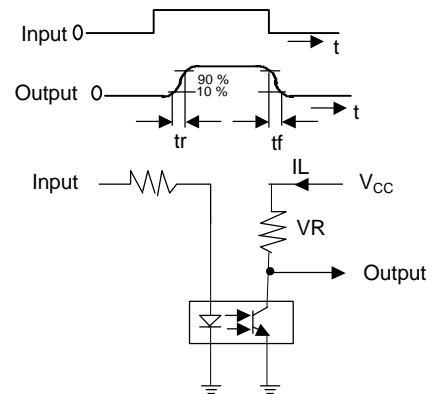 Input 0
t
90 %
10 %
Output 0
t
tr
tf
Input
IL
VCC
VR
Output